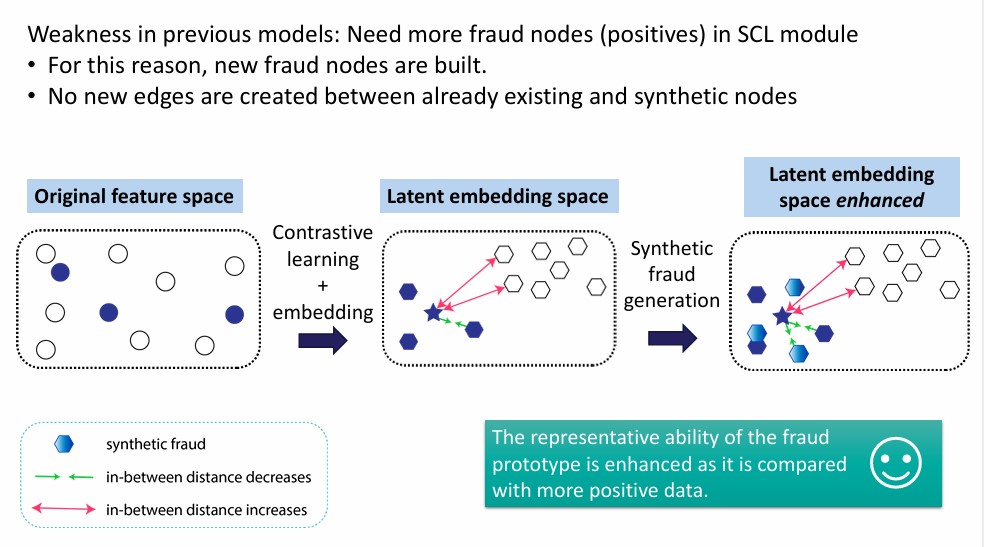 Weakness in previous models: Need more fraud nodes (positives) in SCL module
• For this reason, new fraud nodes are built.
• No new edges are created between already existing and synthetic nodes
Original feature space
Contrastive
learning
+
embedding
Latent embedding space
Synthetic
fraud
generation
Latent embedding
space enhanced
synthetic fraud
in-between distance decreases
in-between distance increases
The representative ability of the fraud
prototype is enhanced as it is compared
with more positive data.